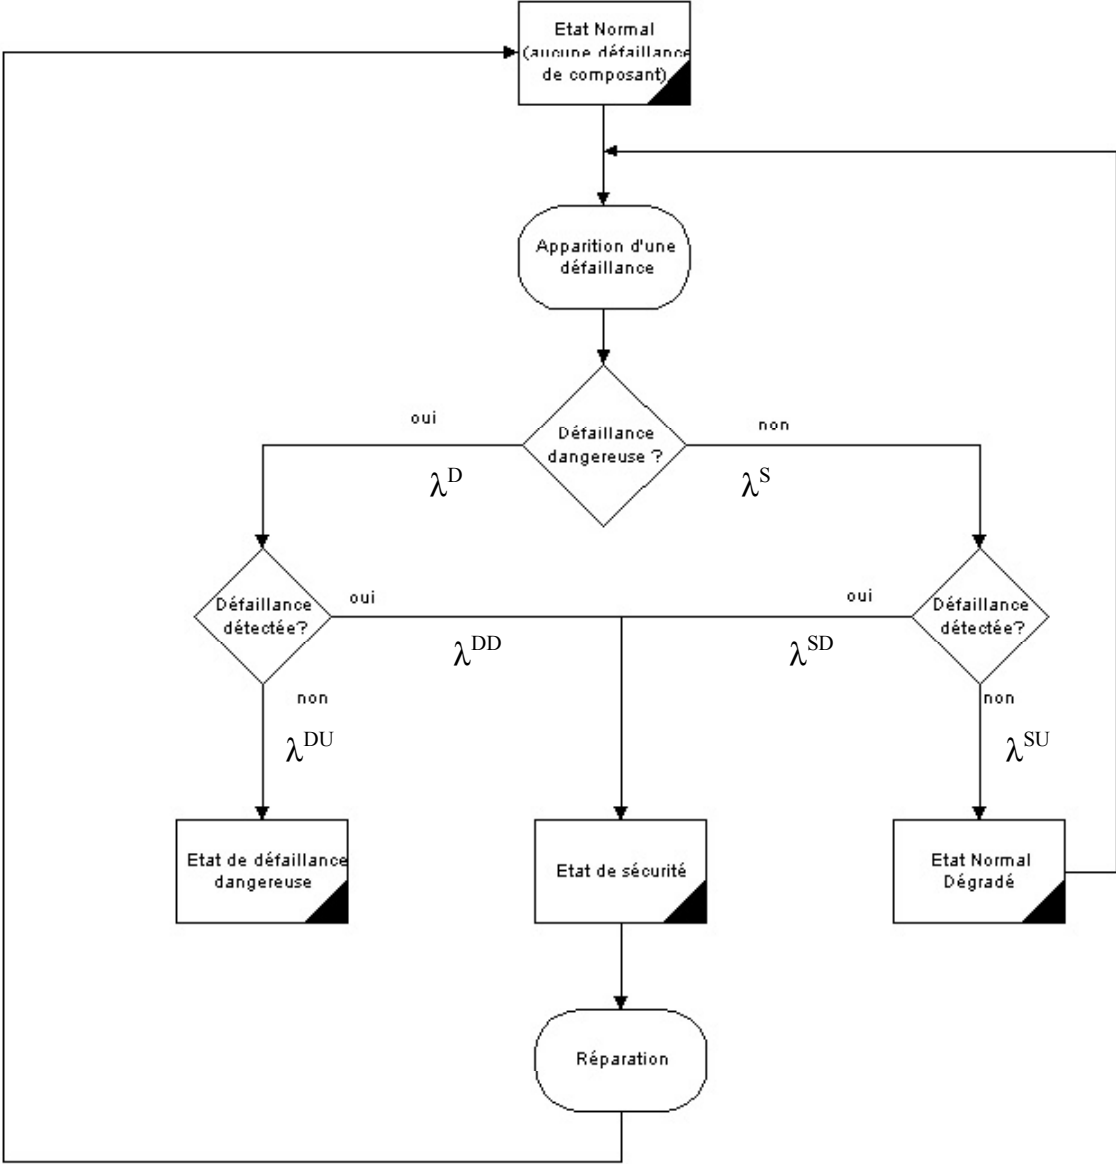 Etat Normal
(aucune défaillance
de composant)
Apparition d'une
défaillance
oui
non
Défaillance
dangereuse ?
λᴰ
λˢ
Défaillance
détectée?
oui
oui
Défaillance
détectée?
λᴰᴰ
λˢᴰ
non
non
λᴰᵁ
λˢᵁ
Etat de défaillance
dangereuse
Etat de sécurité
Etat Normal
Dégradé
Réparation